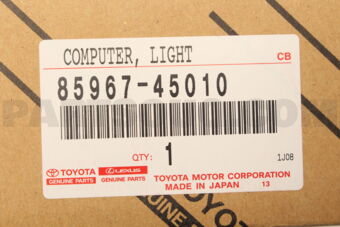 COMPUTER, LIGHT
CB
85967-45010
QTY: 1
1J08
TOYOTA LEXUS
GENUINE PARTS GENUINE PARTS
TOYOTA MOTOR CORPORATION
MADE IN JAPAN 13